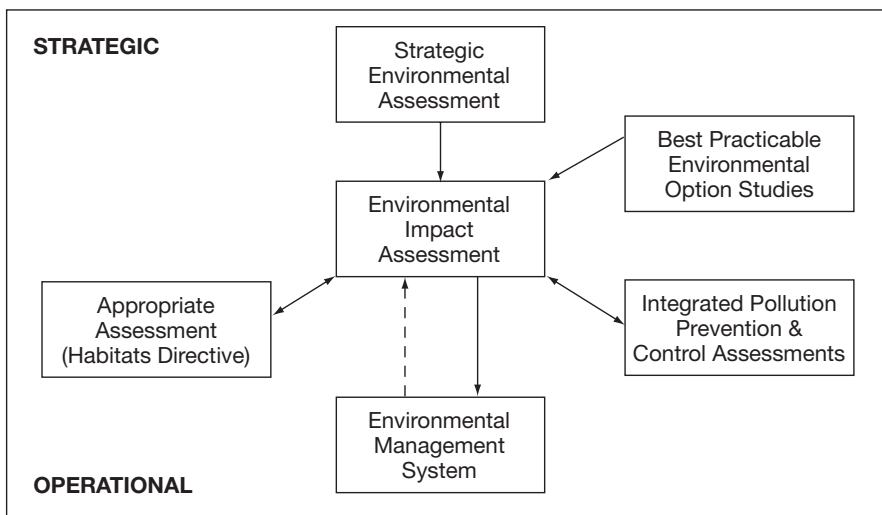 STRATEGIC
Strategic
Environmental
Assessment
Best Practicable
Environmental
Option Studies
Environmental
Impact
Assessment
Appropriate
Assessment
(Habitats Directive)
Integrated Pollution
Prevention &
Control Assessments
Environmental
Management
System
OPERATIONAL